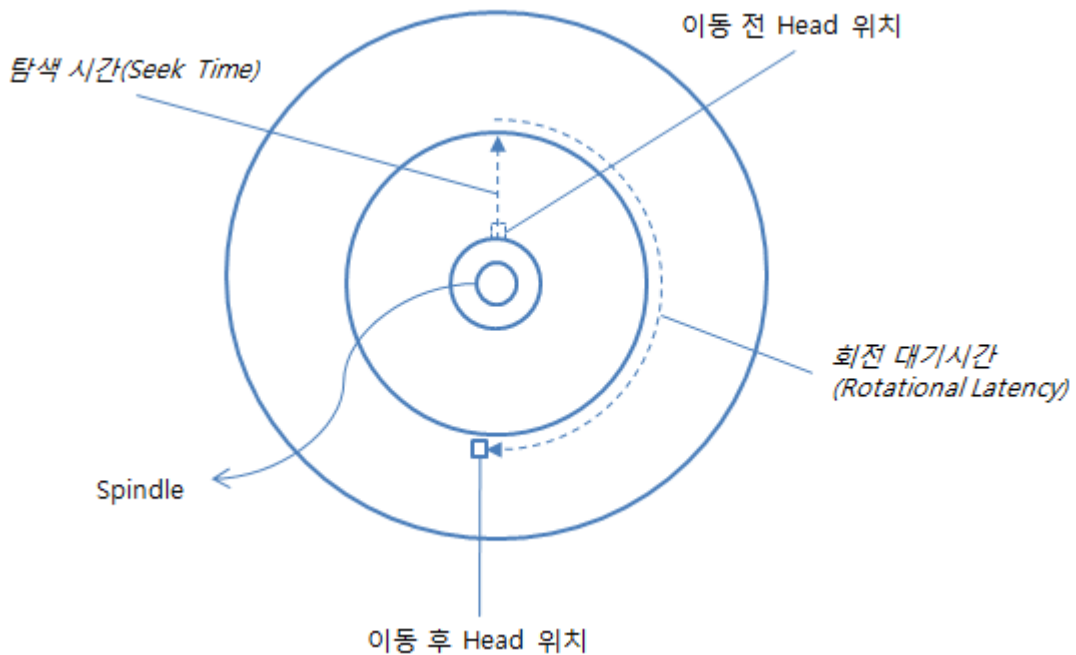 이동 전 Head 위치
탐색 시간(Seek Time)
회전 대기시간
(Rotational Latency)
Spindle
이동 후 Head 위치